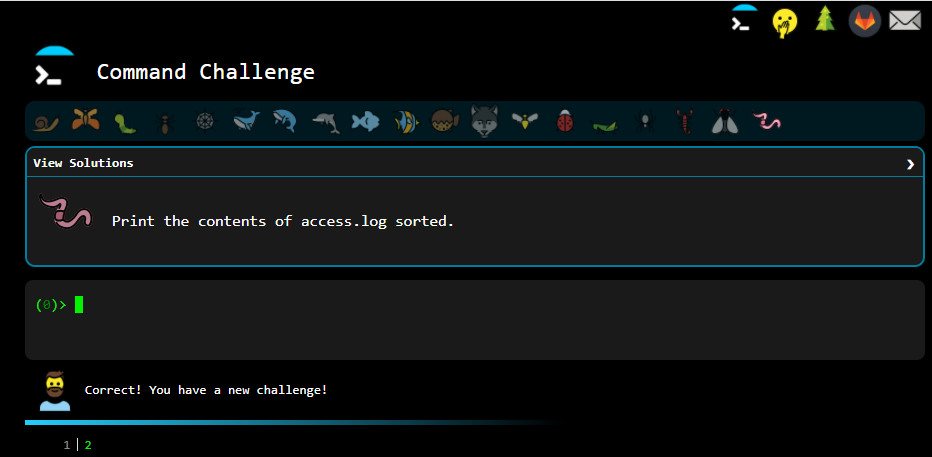 Command Challenge
View Solutions
Print the contents of access.log sorted.
(0)>
Correct! You have a new challenge!
1 | 2